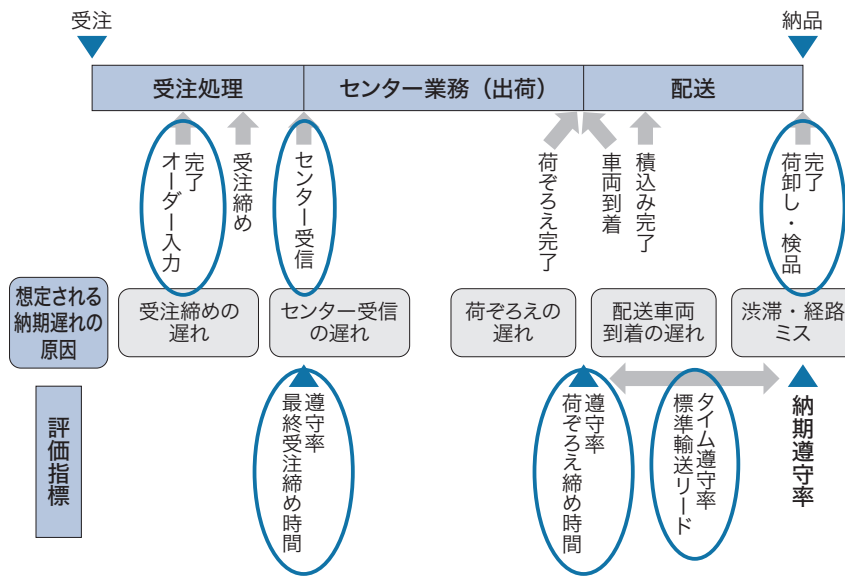 受注
納品
受注処理
センター業務（出荷）
配送
オーダー入力
完了
受注締め
センター受信
荷ぞろえ完了
車両到着
積込み完了
荷卸し・検品
完了
想定される
納期遅れの
原因
受注締めの
遅れ
センター受信
の遅れ
荷ぞろえの
遅れ
配送車両
到着の遅れ
渋滞・経路
ミス
評価指標
最終受注締め時間
遵守率
荷ぞろえ締め時間
遵守率
標準輸送リード
タイム遵守率
納期遵守率